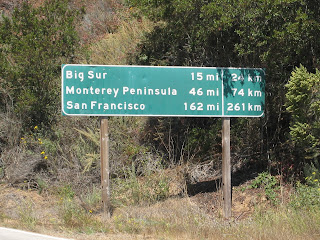 Big Sur 15 mi 24 km
Monterey Peninsula 46 mi 74 km
San Francisco 162 mi 261 km